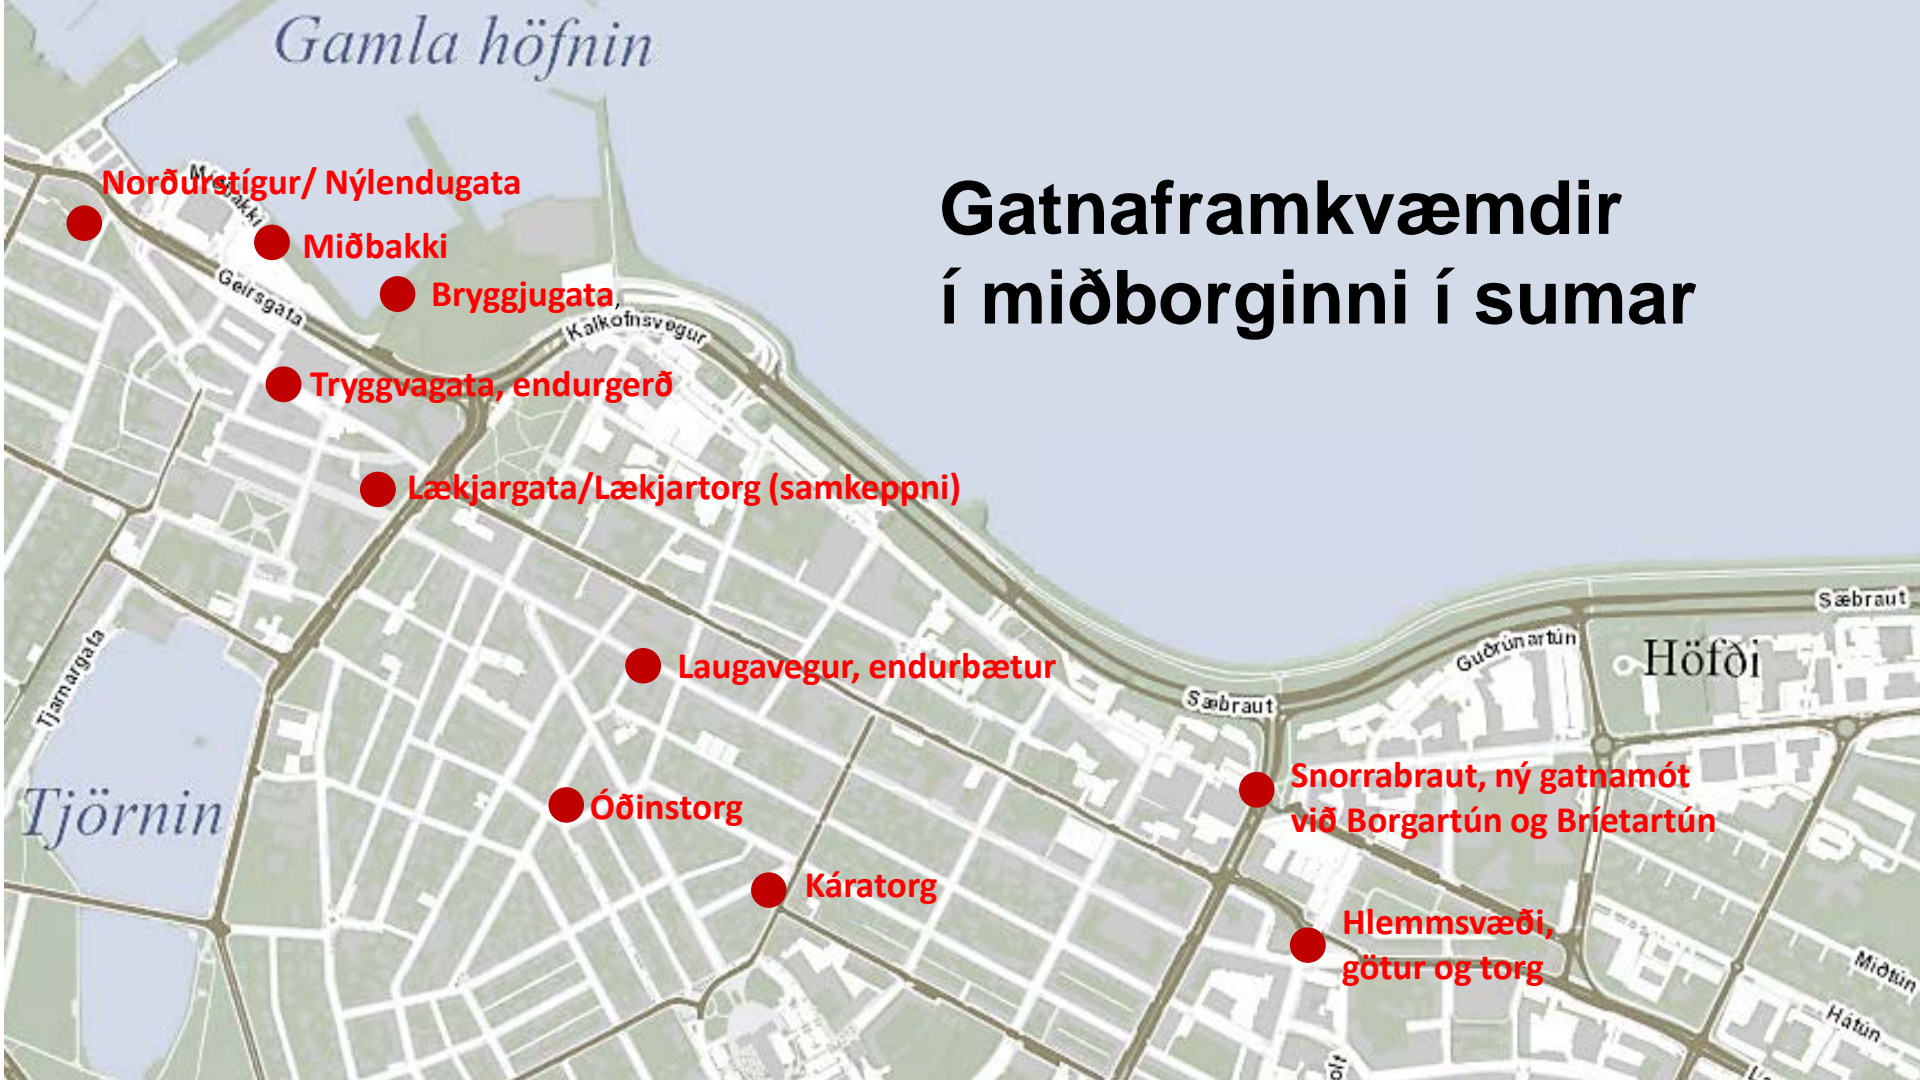 Gamla höfnin
Gatnaframkvæmdir
í miðborginni í sumar
Norðurstígur/ Nýlendugata
Miðbakki
Bryggjugata,
Geirsgata
Kalkofnsvegur
Tryggvagata, endurgerð
Lækjargata/Lækjartorg (samkeppni)
Sæbraut
Guðrúnartún
Höfði
Tjarnargata
Laugavegur, endurbætur
Sæbraut
Tjörnin
Óðinstorg
Snorrabraut, ný gatnamót
við Borgartún og Bríetartún
Káratorg
Hlemmsvæði,
götur og torg
Miðtún
Hátún